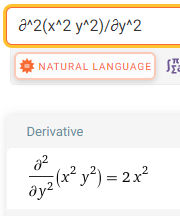 ∂^2(x^2 y^2)/∂y^2
NATURAL LANGUAGE ∫Σ π
Derivative
∂²/∂y² (x² y²) = 2 x²